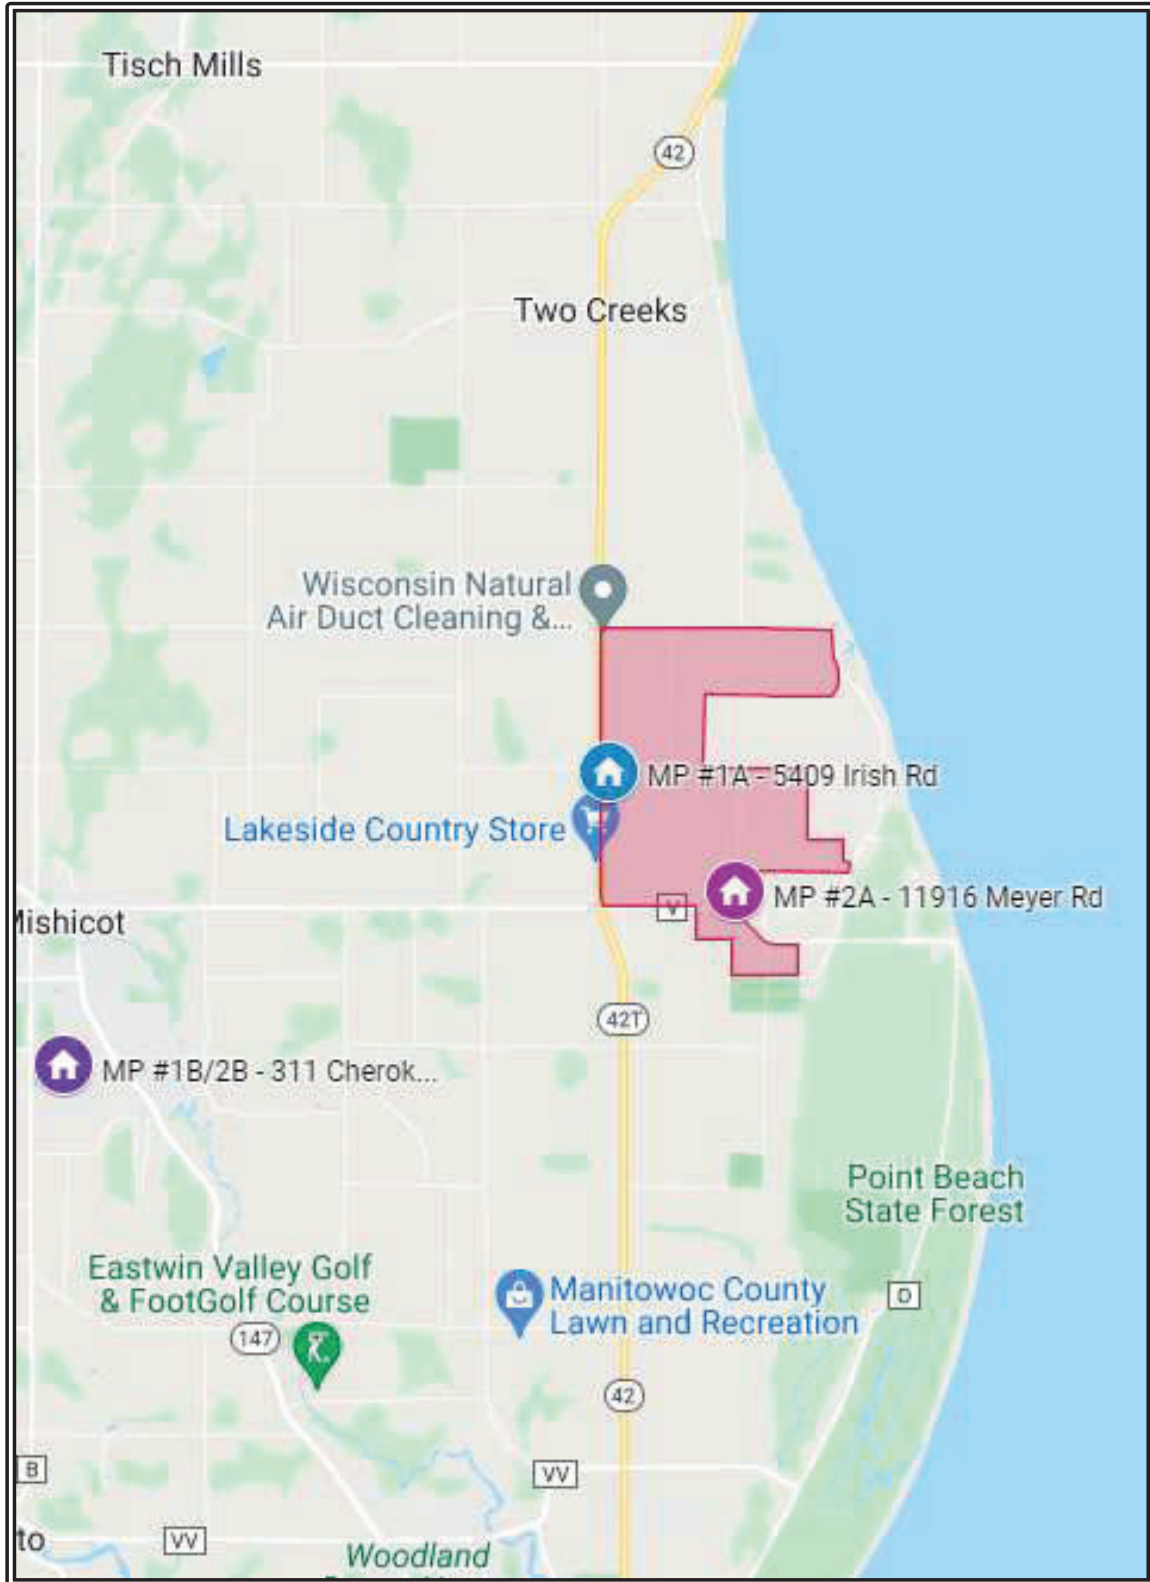 Tisch Mills
42
Two Creeks
Wisconsin Natural
Air Duct Cleaning &...
MP #1A - 5409 Irish Rd
Lakeside Country Store
MP #2A - 11916 Meyer Rd
V
Mishicot
42T
MP #1B/2B - 311 Cherok...
Point Beach
State Forest
Eastwin Valley Golf
& FootGolf Course
Manitowoc County
Lawn and Recreation
O
147
42
B
VV
to
VV
Woodland